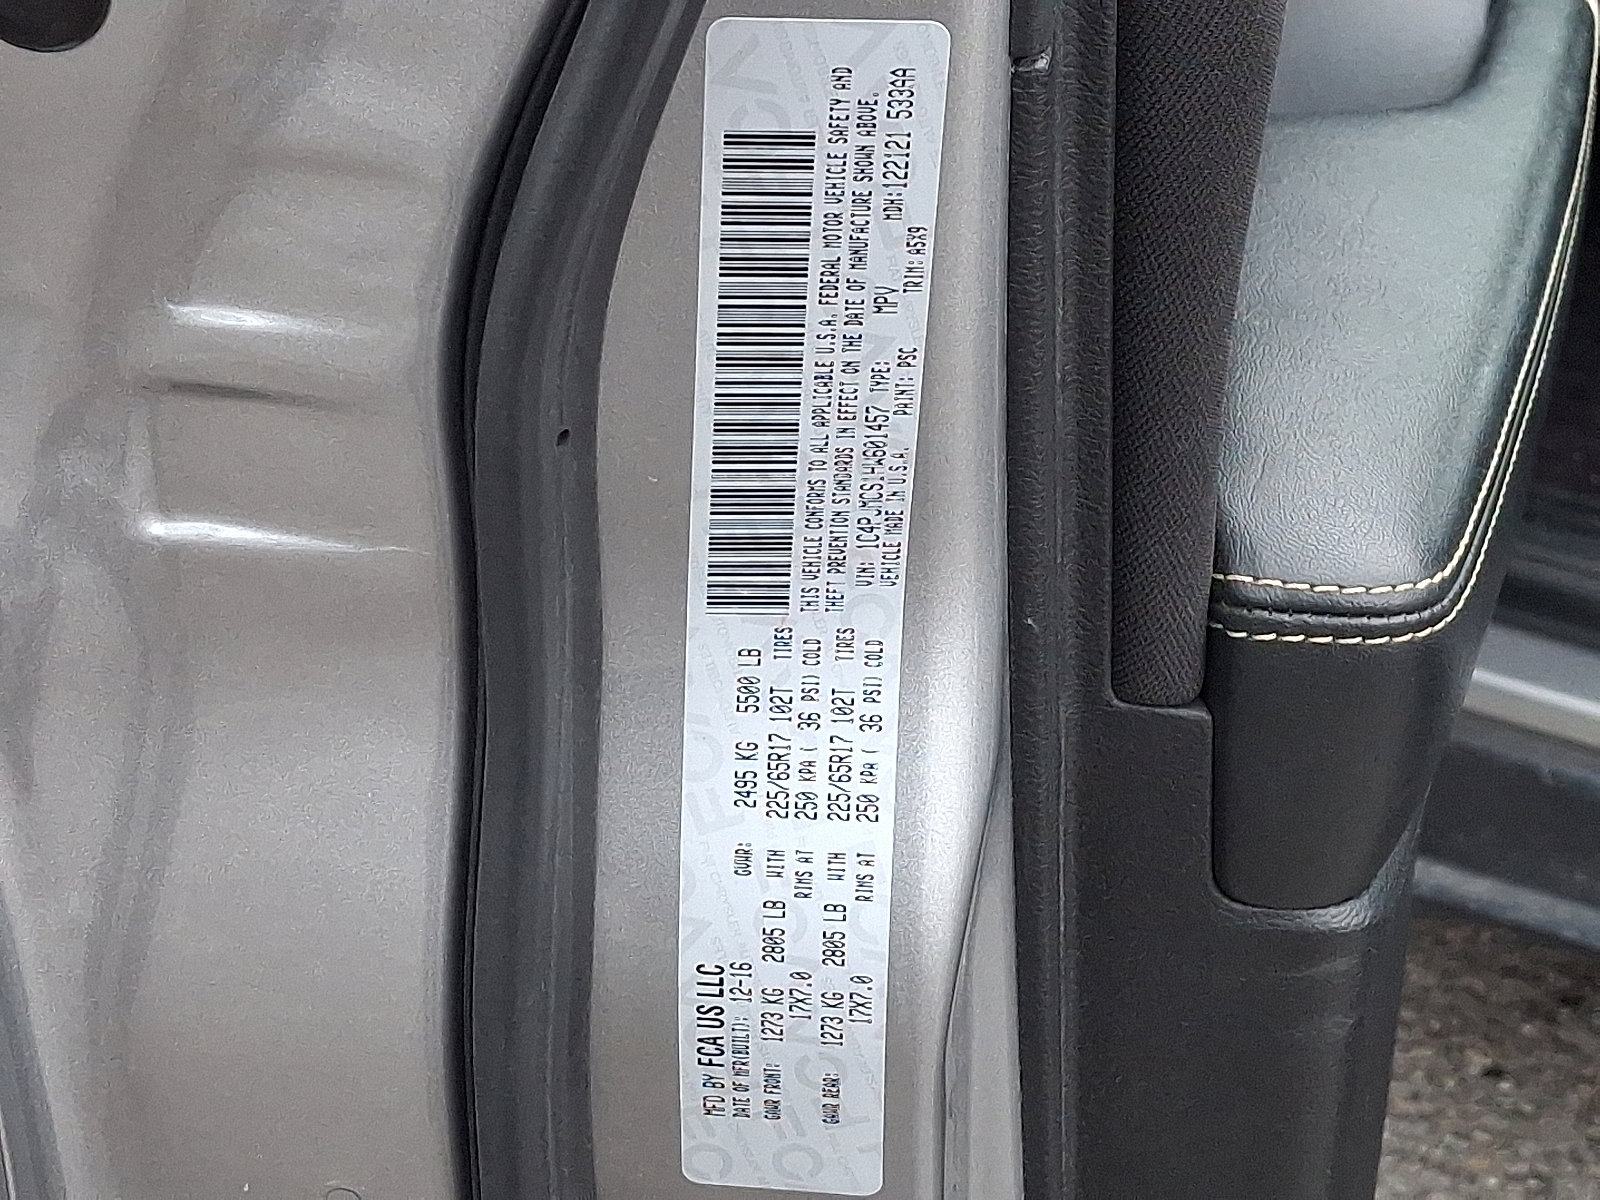 MFD BY FCA US LLC
DATE OF MFR(BUILT): 12-16 GVWR: 2495 KG 5500 LB
GAWR FRONT: 1273 KG 2805 LB WITH 225/65R17 102T TIRES
17X7.0 RIMS AT 250 KPA ( 36 PSI) COLD
GAWR REAR: 1273 KG 2805 LB WITH 225/65R17 102T TIRES
17X7.0 RIMS AT 250 KPA ( 36 PSI) COLD
THIS VEHICLE CONFORMS TO ALL APPLICABLE U.S.A. FEDERAL MOTOR VEHICLE SAFETY AND
THEFT PREVENTION STANDARDS IN EFFECT ON THE DATE OF MANUFACTURE SHOWN ABOVE.
VIN: 1C4PJMCS1HW601457 TYPE: MPV MDH:122121 533AA
VEHICLE MADE IN U.S.A. PAINT: PSC TRIM: A5X9